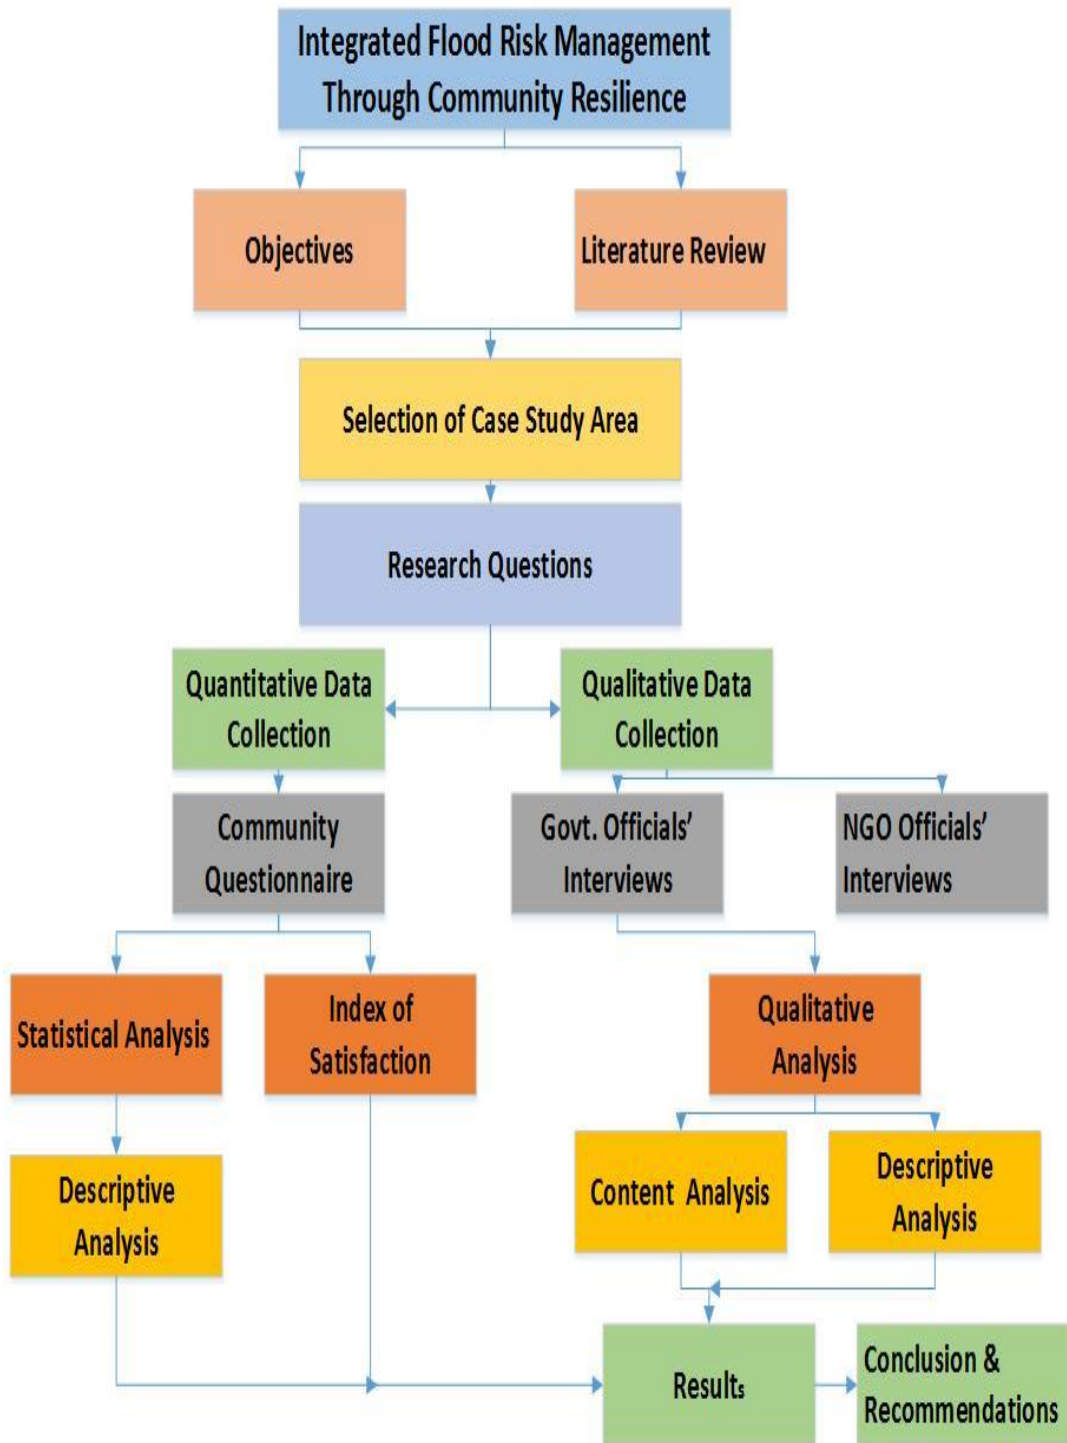 Integrated Flood Risk Management
Through Community Resilience
Objectives
Literature Review
Selection of Case Study Area
Research Questions
Quantitative Data
Collection
Qualitative Data
Collection
Community
Questionnaire
Govt. Officials’
Interviews
NGO Officials’
Interviews
Statistical Analysis
Index of
Satisfaction
Qualitative
Analysis
Descriptive
Analysis
Content Analysis
Descriptive
Analysis
Results
Conclusion &
Recommendations